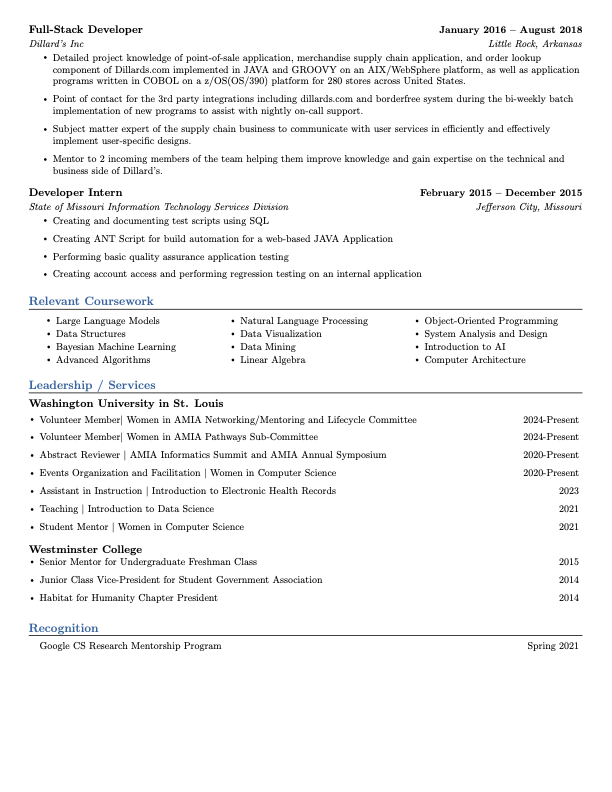 Full-Stack Developer January 2016 – August 2018
Dillard's Inc Little Rock, Arkansas
• Detailed project knowledge of point-of-sale application, merchandise supply chain application, and order lookup
component of Dillards.com implemented in JAVA and GROOVY on an AIX/WebSphere platform, as well as application
programs written in COBOL on a z/OS(OS/390) platform for 280 stores across United States.
• Point of contact for the 3rd party integrations including dillards.com and borderfree system during the bi-weekly batch
implementation of new programs to assist with nightly on-call support.
• Subject matter expert of the supply chain business to communicate with user services in efficiently and effectively
implement user-specific designs.
• Mentor to 2 incoming members of the team helping them improve knowledge and gain expertise on the technical and
business side of Dillard's.
Developer Intern February 2015 – December 2015
State of Missouri Information Technology Services Division Jefferson City, Missouri
• Creating and documenting test scripts using SQL
• Creating ANT Script for build automation for a web-based JAVA Application
• Performing basic quality assurance application testing
• Creating account access and performing regression testing on an internal application
Relevant Coursework
• Large Language Models • Natural Language Processing • Object-Oriented Programming
• Data Structures • Data Visualization • System Analysis and Design
• Bayesian Machine Learning • Data Mining • Introduction to AI
• Advanced Algorithms • Linear Algebra • Computer Architecture
Leadership / Services
Washington University in St. Louis
• Volunteer Member| Women in AMIA Networking/Mentoring and Lifecycle Committee 2024-Present
• Volunteer Member| Women in AMIA Pathways Sub-Committee 2024-Present
• Abstract Reviewer | AMIA Informatics Summit and AMIA Annual Symposium 2020-Present
• Events Organization and Facilitation | Women in Computer Science 2020-Present
• Assistant in Instruction | Introduction to Electronic Health Records 2023
• Teaching | Introduction to Data Science 2021
• Student Mentor | Women in Computer Science 2021
Westminster College
• Senior Mentor for Undergraduate Freshman Class 2015
• Junior Class Vice-President for Student Government Association 2014
• Habitat for Humanity Chapter President 2014
Recognition
Google CS Research Mentorship Program Spring 2021